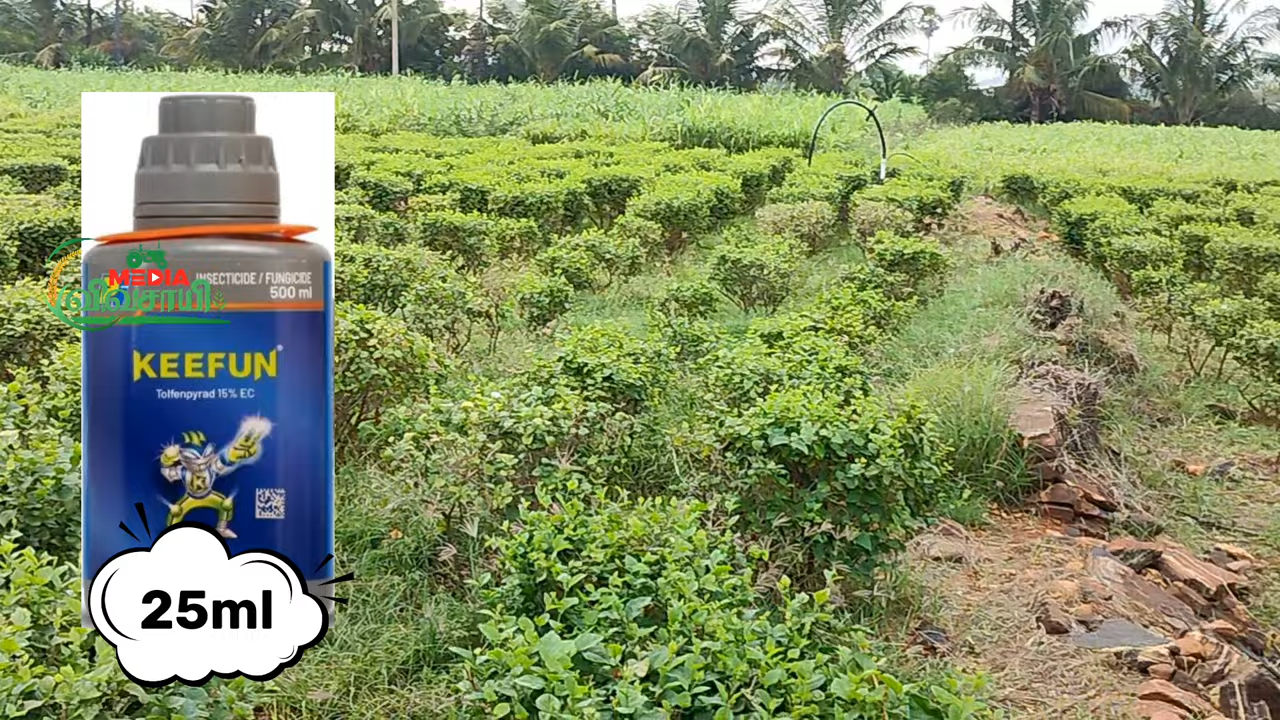 INSECTICIDE / FUNGICIDE
500 ml
MEDIA
KEEFUN
Tolfenpyrad 15% EC
25ml